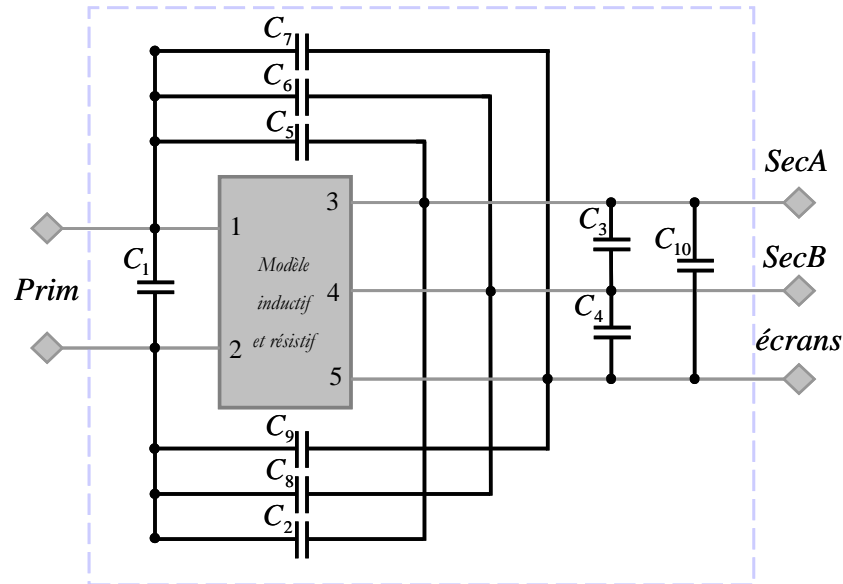 C7
C6
C5
SecA
3
C3
1
C10
C1
Modèle
SecB
Prim
inductif
4
C4
2
et résistif
écrans
5
C9
C8
C2